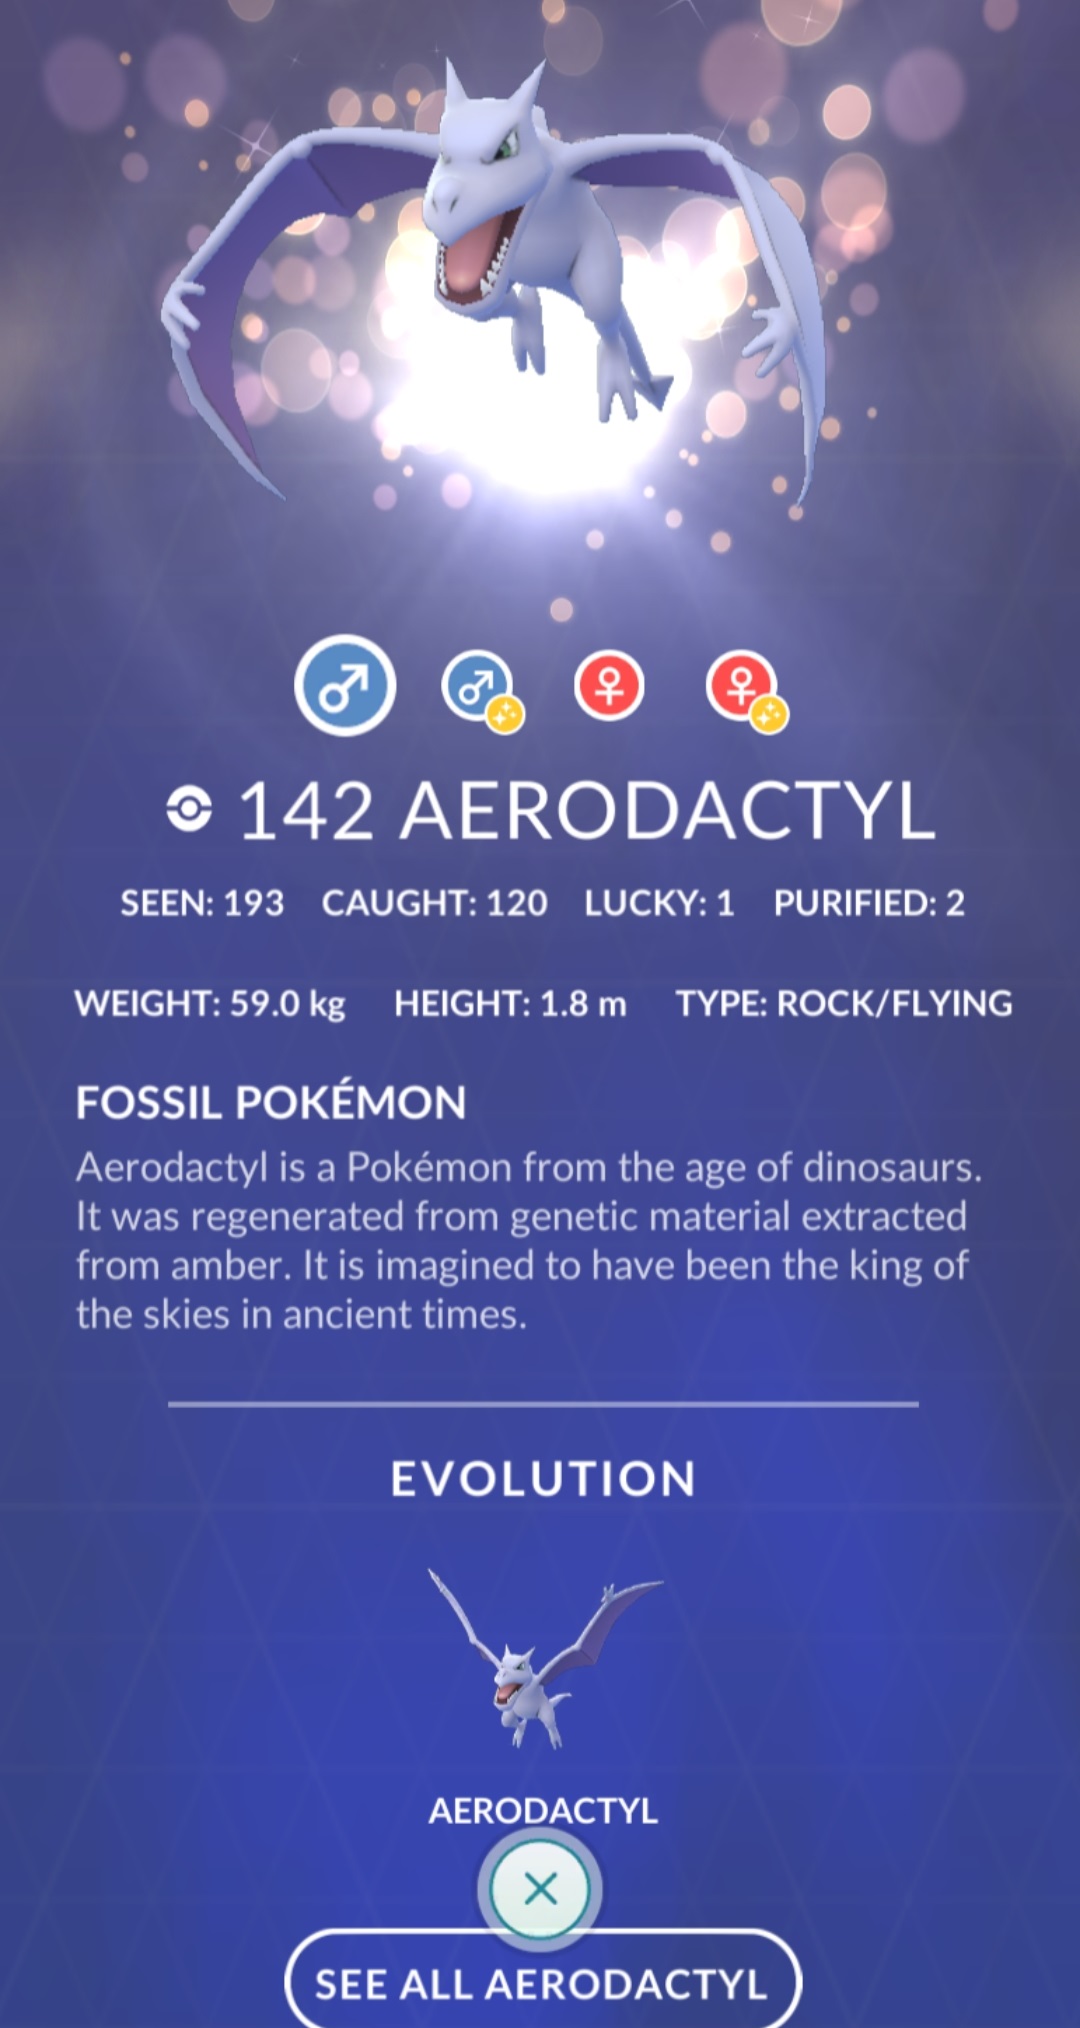 142 AERODACTYL
SEEN: 193 CAUGHT: 120 LUCKY: 1 PURIFIED: 2
WEIGHT: 59.0 kg HEIGHT: 1.8 m TYPE: ROCK/FLYING
FOSSIL POKÉMON
Aerodactyl is a Pokémon from the age of dinosaurs.
It was regenerated from genetic material extracted
from amber. It is imagined to have been the king of
the skies in ancient times.
EVOLUTION
AERODACTYL
SEE ALL AERODACTYL